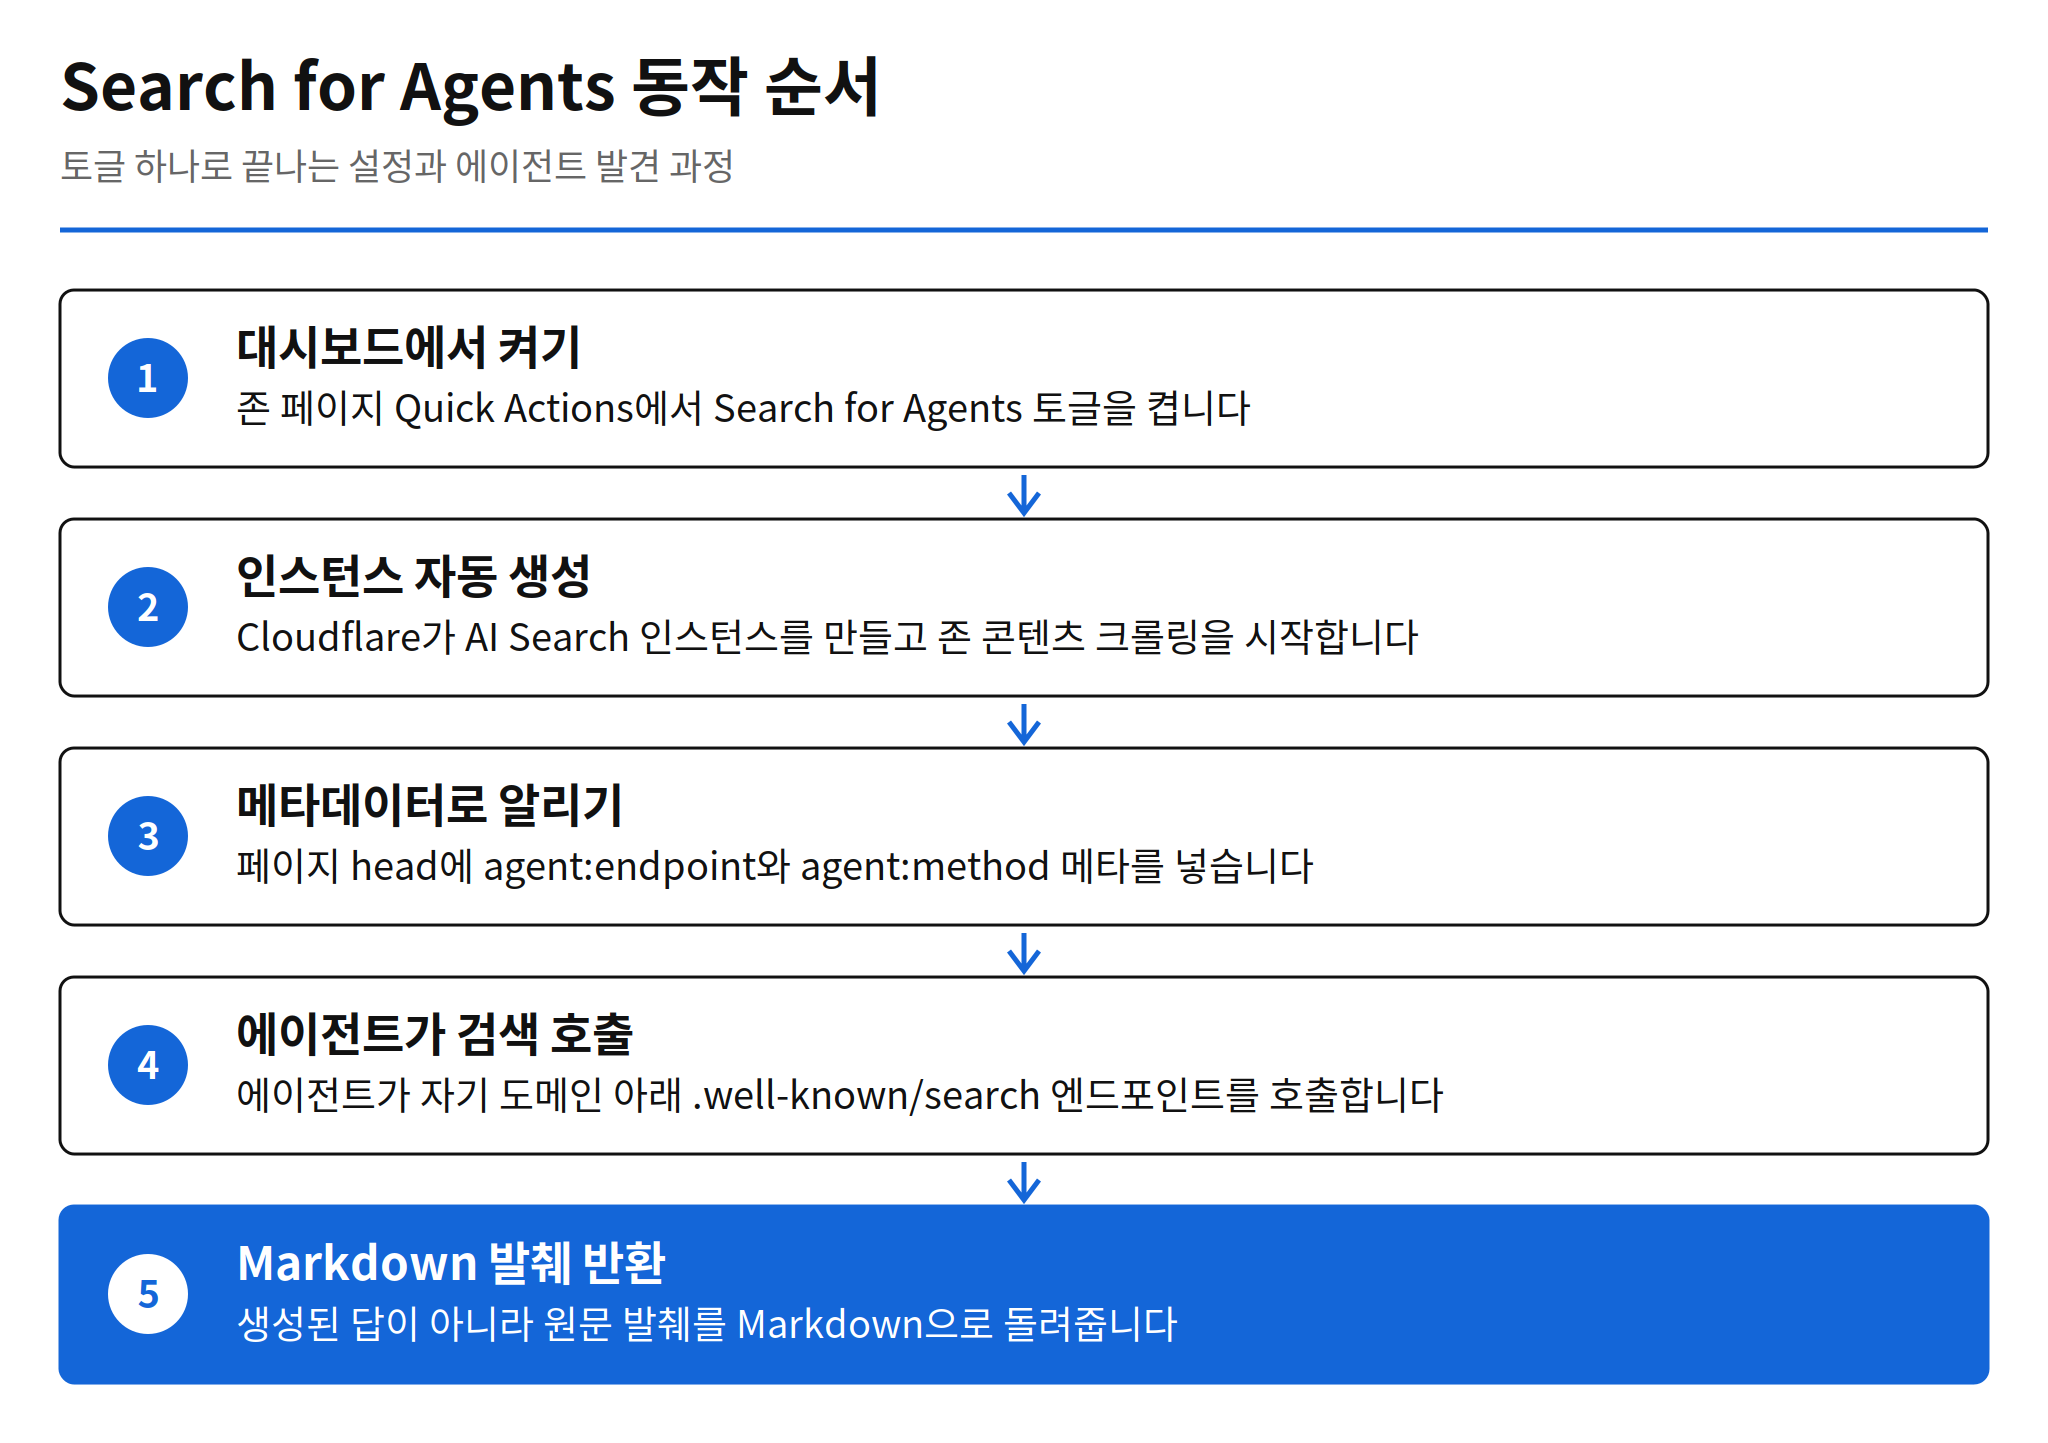 Search for Agents 동작 순서
토글 하나로 끝나는 설정과 에이전트 발견 과정
1
대시보드에서 켜기
존 페이지 Quick Actions에서 Search for Agents 토글을 켭니다
2
인스턴스 자동 생성
Cloudflare가 AI Search 인스턴스를 만들고 존 콘텐츠 크롤링을 시작합니다
3
메타데이터로 알리기
페이지 head에 agent:endpoint와 agent:method 메타를 넣습니다
4
에이전트가 검색 호출
에이전트가 자기 도메인 아래 .well-known/search 엔드포인트를 호출합니다
5
Markdown 발췌 반환
생성된 답이 아니라 원문 발췌를 Markdown으로 돌려줍니다